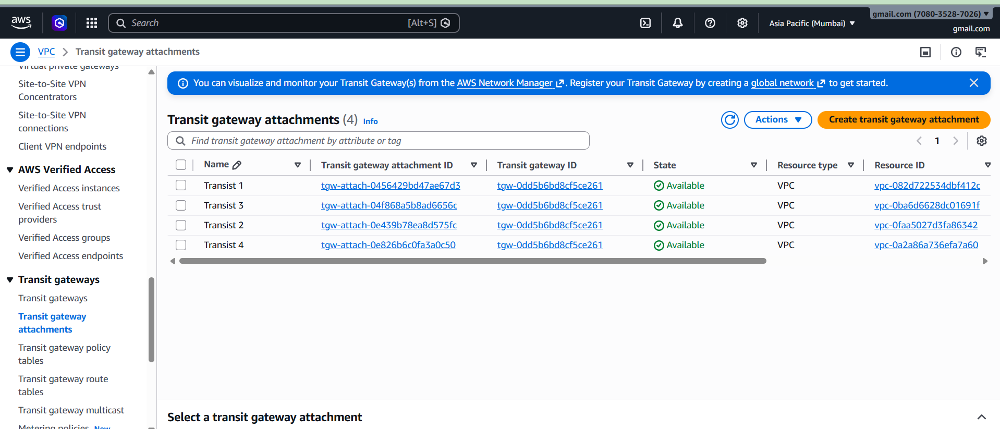 aws
Search
[Alt+S]
Asia Pacific (Mumbai)
gmail.com (7080-3528-7026)
gmail.com
VPC
Transit gateway attachments
Virtual private gateways
Site-to-Site VPN
Concentrators
Site-to-Site VPN
connections
Client VPN endpoints
AWS Verified Access
Verified Access instances
Verified Access trust
providers
Verified Access groups
Verified Access endpoints
Transit gateways
Transit gateways
Transit gateway
attachments
Transit gateway policy
tables
Transit gateway route
tables
Transit gateway multicast
Metering policies New
You can visualize and monitor your Transit Gateway(s) from the AWS Network Manager. Register your Transit Gateway by creating a global network to get started.
Transit gateway attachments (4) Info
Actions
Create transit gateway attachment
Find transit gateway attachment by attribute or tag
1
Name Transit gateway attachment ID Transit gateway ID State Resource type Resource ID
Transist 1 tgw-attach-0456429bd47ae67d3 tgw-0dd5b6bd8cf5ce261 Available VPC vpc-082d722534dbf412c
Transist 3 tgw-attach-04f868a5b8ad6656c tgw-0dd5b6bd8cf5ce261 Available VPC vpc-0ba6d6628dc01691f
Transist 2 tgw-attach-0e439b78ea8d575fc tgw-0dd5b6bd8cf5ce261 Available VPC vpc-0faa5027d3fa86342
Transist 4 tgw-attach-0e826b6c0fa3a0c50 tgw-0dd5b6bd8cf5ce261 Available VPC vpc-0a2a86a736efa7a60
Select a transit gateway attachment